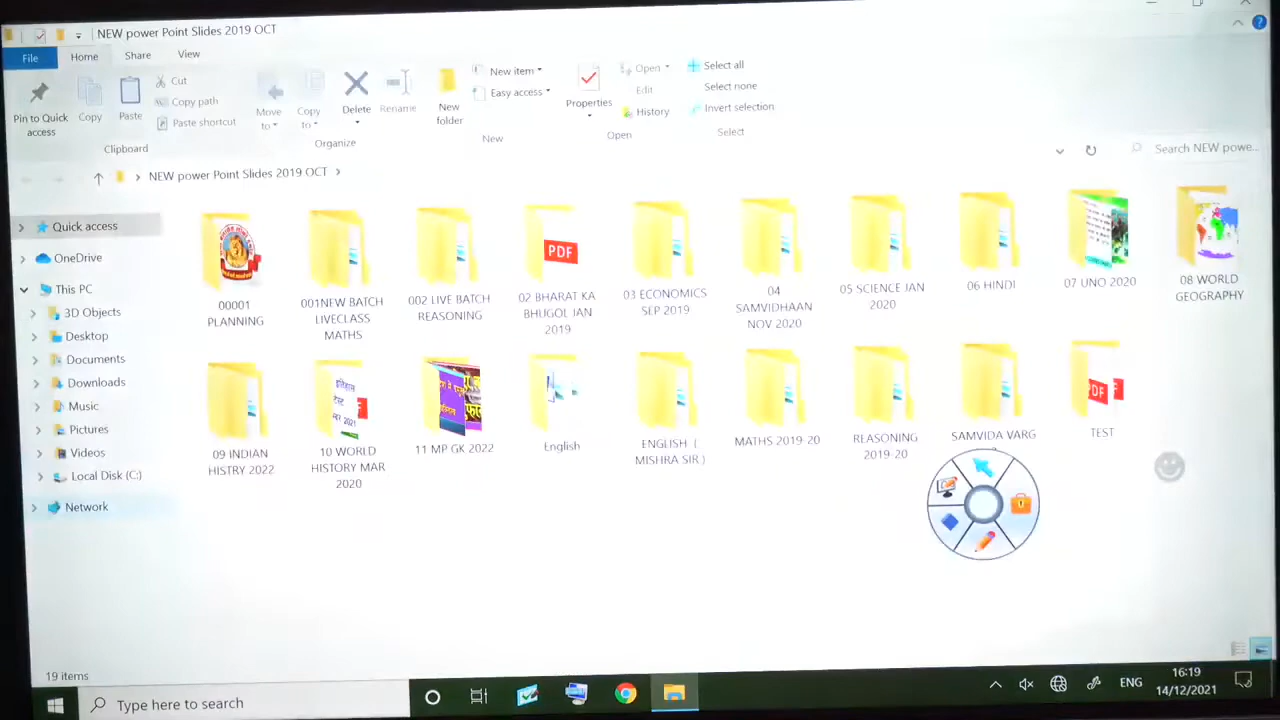 NEW power Point Slides 2019 OCT
File
Home
Share
View
Pin to Quick
access
Copy
Paste
Cut
Copy path
Paste shortcut
Clipboard
Move
to
Copy
to
Delete
Rename
Organize
New
folder
New item
Easy access
New
Properties
Open
Edit
History
Open
Select all
Select none
Invert selection
Select
NEW power Point Slides 2019 OCT
Search NEW powe...
Quick access
OneDrive
This PC
3D Objects
Desktop
Documents
Downloads
Music
Pictures
Videos
Local Disk (C:)
Network
00001
PLANNING
001NEW BATCH
LIVECLASS
MATHS
002 LIVE BATCH
REASONING
PDF
02 BHARAT KA
BHUGOL JAN
2019
03 ECONOMICS
SEP 2019
04
SAMVIDHAAN
NOV 2020
05 SCIENCE JAN
2020
06 HINDI
07 UNO 2020
08 WORLD
GEOGRAPHY
09 INDIAN
HISTRY 2022
इतिहास
टेस्ट
2021
10 WORLD
HISTORY MAR
2020
11 MP GK 2022
English
ENGLISH (
MISHRA SIR )
MATHS 2019-20
REASONING
2019-20
SAMVIDA VARG
PDF
TEST
19 items
Type here to search
ENG
16:19
14/12/2021